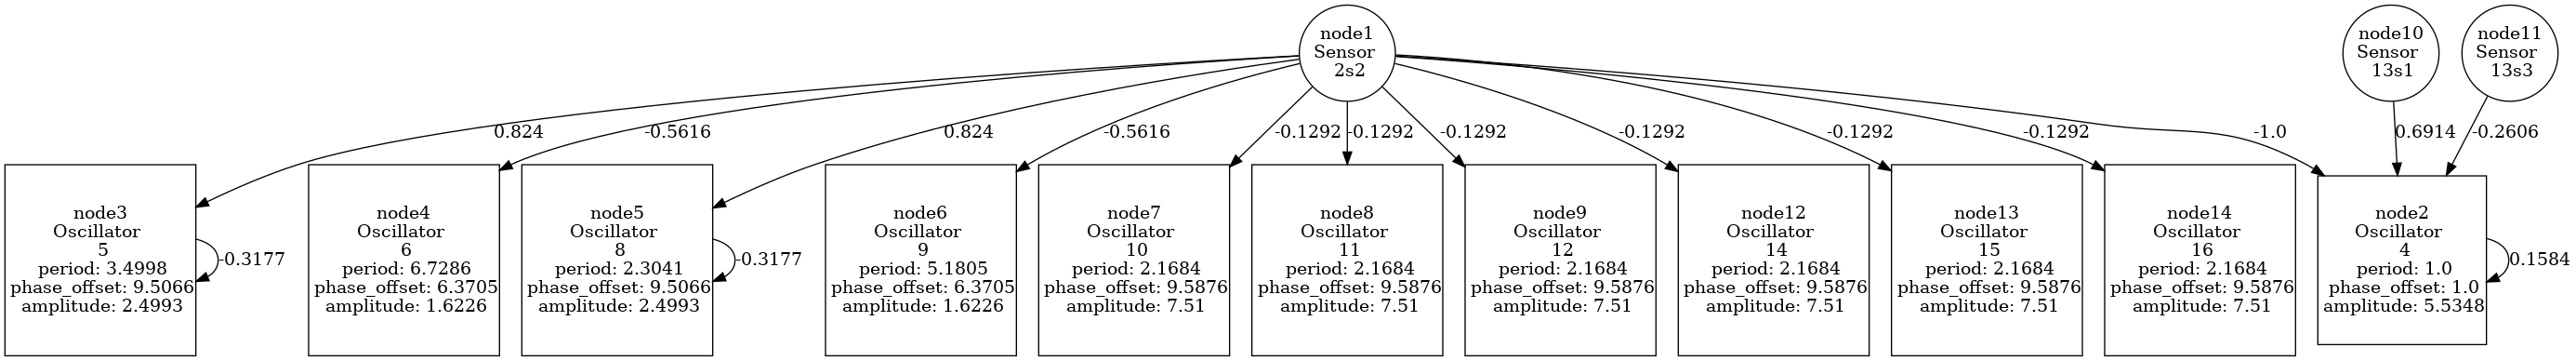 node1
Sensor
2s2
node10
Sensor
13s1
node11
Sensor
13s3
0.824
-0.5616
0.824
-0.5616
-0.1292
-0.1292
-0.1292
-0.1292
-0.1292
-0.1292
-1.0
0.6914
-0.2606
node3
Oscillator
5
period: 3.4998
phase_offset: 9.5066
amplitude: 2.4993
-0.3177
node4
Oscillator
6
period: 6.7286
phase_offset: 6.3705
amplitude: 1.6226
node5
Oscillator
8
period: 2.3041
phase_offset: 9.5066
amplitude: 2.4993
-0.3177
node6
Oscillator
9
period: 5.1805
phase_offset: 6.3705
amplitude: 1.6226
node7
Oscillator
10
period: 2.1684
phase_offset: 9.5876
amplitude: 7.51
node8
Oscillator
11
period: 2.1684
phase_offset: 9.5876
amplitude: 7.51
node9
Oscillator
12
period: 2.1684
phase_offset: 9.5876
amplitude: 7.51
node12
Oscillator
14
period: 2.1684
phase_offset: 9.5876
amplitude: 7.51
node13
Oscillator
15
period: 2.1684
phase_offset: 9.5876
amplitude: 7.51
node14
Oscillator
16
period: 2.1684
phase_offset: 9.5876
amplitude: 7.51
node2
Oscillator
4
period: 1.0
phase_offset: 1.0
amplitude: 5.5348
0.1584